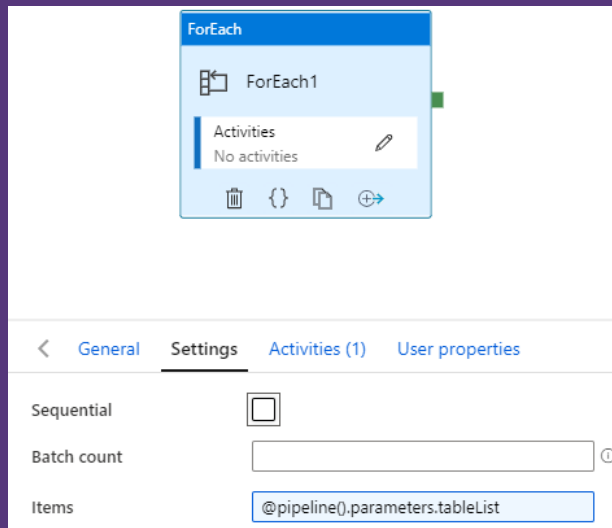 ForEach
ForEach1
Activities
No activities
{}
General Settings Activities (1) User properties
Sequential
Batch count
Items @pipeline().parameters.tableList